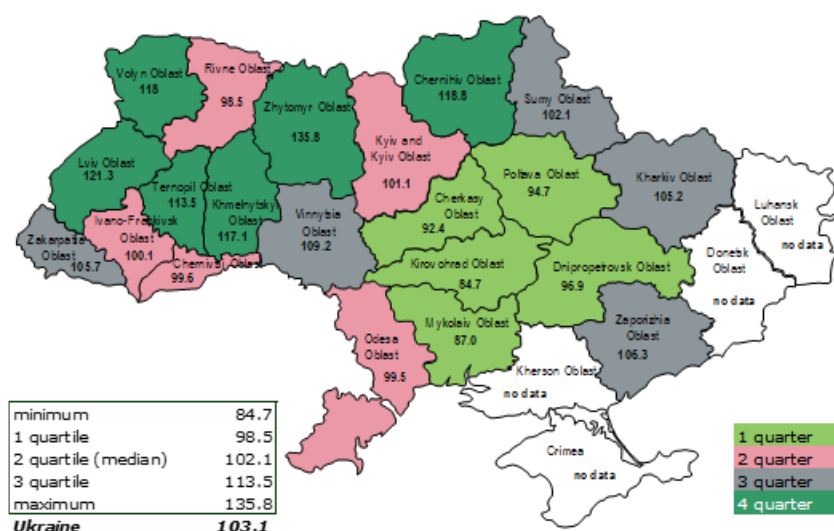 Volyn Oblast
118
Rivne Oblast
98.5
Zhytomyr Oblast
135.8
Kyiv and
Kyiv Oblast
101.1
Chernihiv Oblast
118.8
Sumy Oblast
102.1
Lviv Oblast
121.3
Ternopil Oblast
113.5
Khmelnytskyi
Oblast
117.1
Ivano-Frankivsk
Oblast
100.1
Zakarpattia
Oblast
105.7
Chernivtsi Oblast
99.6
Vinnytsia
Oblast
109.2
Cherkasy
Oblast
92.4
Poltava Oblast
94.7
Kharkiv Oblast
105.2
Luhansk
Oblast
no data
Donetsk
Oblast
no data
Kirovohrad Oblast
84.7
Dnipropetrovsk Oblast
96.9
Zaporizhia
Oblast
106.3
Odesa
Oblast
99.5
Mykolaiv Oblast
87.0
Kherson Oblast
no data
Crimea
no data
minimum 84.7
1 quartile 98.5
2 quartile (median) 102.1
3 quartile 113.5
maximum 135.8
Ukraine 103.1
1 quarter
2 quarter
3 quarter
4 quarter